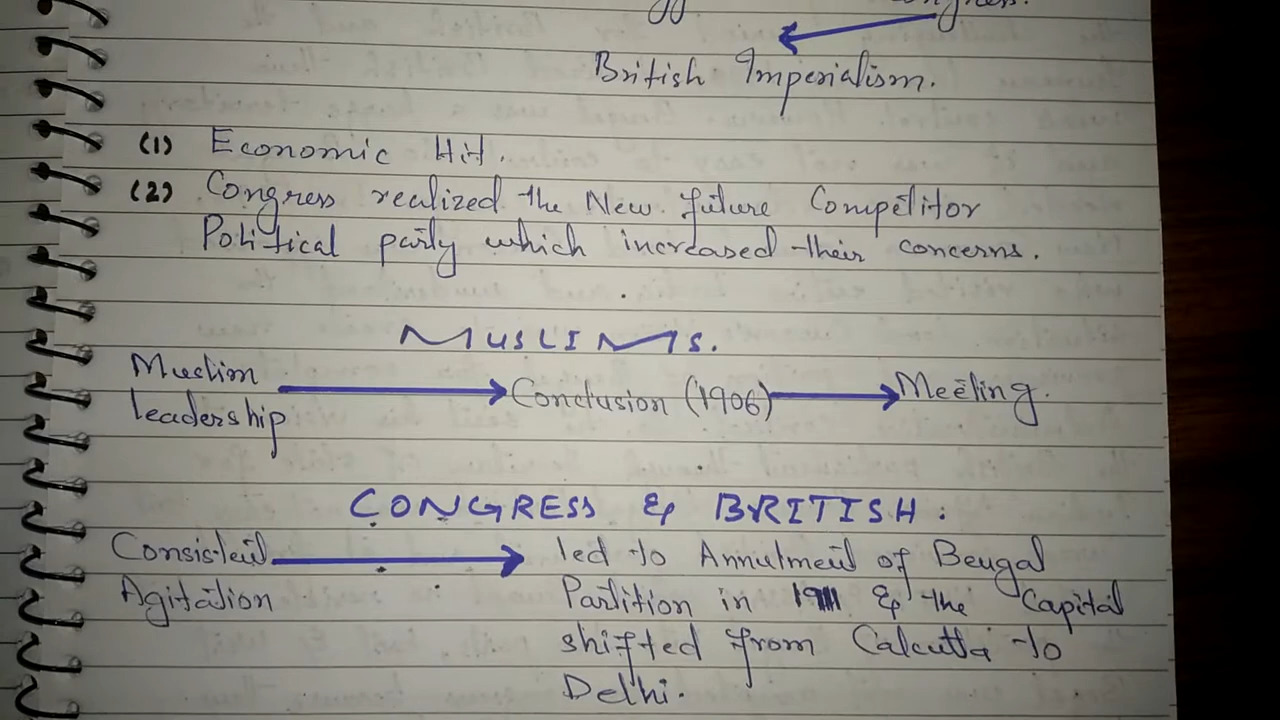 British Imperialism.
(1) Economic Hit.
(2) Congress realized the New future Competitor
Political party which increased their concerns.
MUSLIMS.
Muslim leadership → Conclusion (1906) → Meeting.
CONGRESS & BRITISH:
Consistent → led to Annulment of Bengal
Agitation Partition in 1911 & the Capital
shifted from Calcutta to
Delhi.